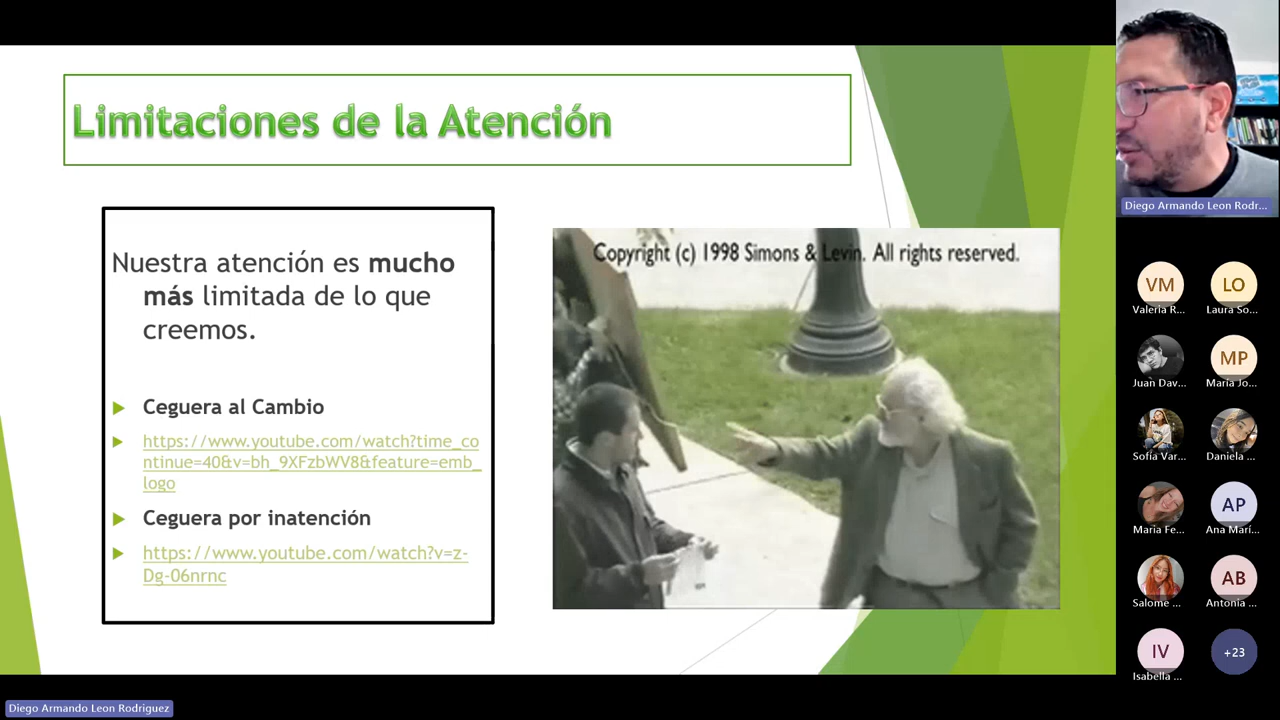 Limitaciones de la Atención
Nuestra atención es mucho
más limitada de lo que
creemos.
Ceguera al Cambio
https://www.youtube.com/watch?time_co
ntinue=40&v=bh_9XFzbWV8&feature=emb_
logo
Ceguera por inatención
https://www.youtube.com/watch?v=z-
Dg-06nrnc
Copyright (c) 1998 Simons & Levin. All rights reserved.
Diego Armando Leon Rodr...
VM
Valeria R...
LO
Laura So...
Juan Dav...
MP
María Jo...
Sofía Var...
Daniela ...
Maria Fe...
AP
Ana Marí...
Salome ...
AB
Antonia ...
IV
Isabella ...
+23
Diego Armando Leon Rodriguez